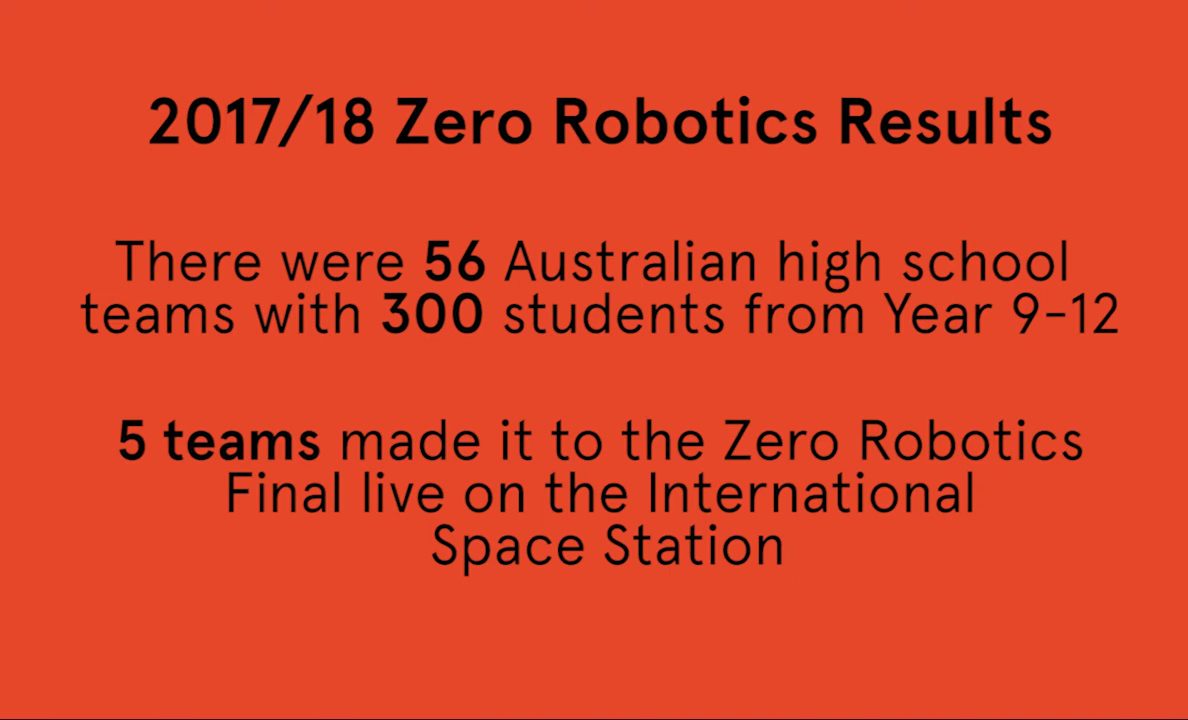 2017/18 Zero Robotics Results
There were 56 Australian high school
teams with 300 students from Year 9-12
5 teams made it to the Zero Robotics
Final live on the International
Space Station